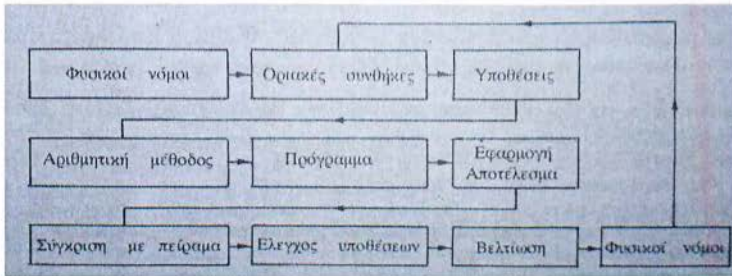 Φυσικοί νόμοι
Οριακές συνθήκες
Υποθέσεις
Αριθμητική μέθοδος
Πρόγραμμα
Εφαρμογή
Αποτέλεσμα
Σύγκριση με πείραμα
Ελεγχος υποθέσεων
Βελτίωση
Φυσικοί νόμοι